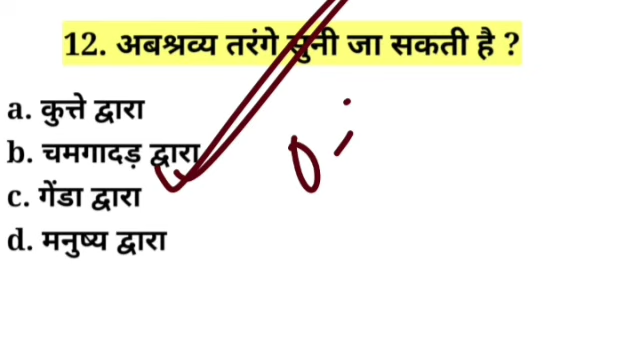 12. अबश्रव्य तरंगे सुनी जा सकती है ?
a. कुत्ते द्वारा
b. चमगादड़ द्वारा
c. गेंडा द्वारा
d. मनुष्य द्वारा